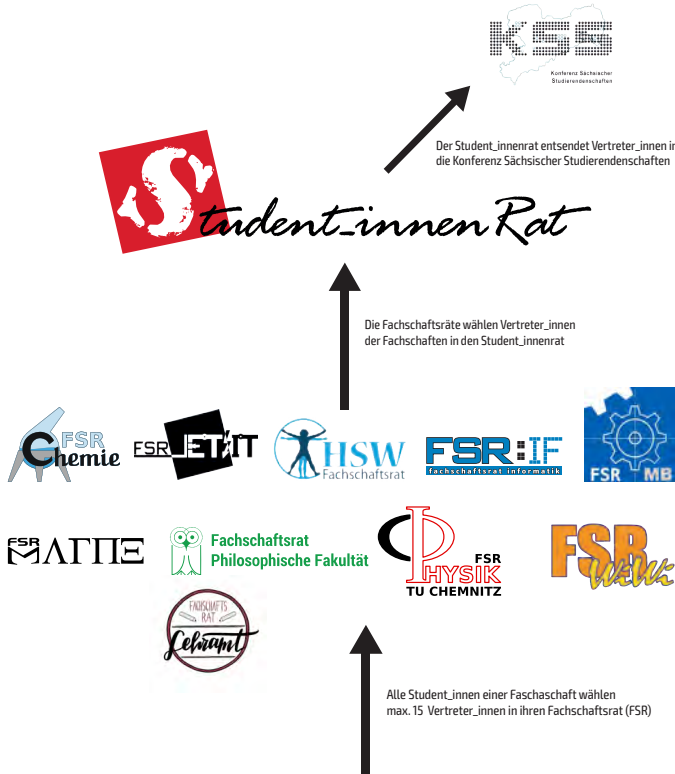 KSS
Konferenz Sächsischer
Studierendenschaften
Der Student_innenrat entsendet Vertreter_innen in
die Konferenz Sächsischer Studierendenschaften
Student_innenRat
Die Fachschaftsräte wählen Vertreter_innen
der Fachschaften in den Student_innenrat
FSR
Chemie
FSR ET/IT
HSW
Fachschaftsrat
FSR:IF
fachschaftsrat informatik
FSR MB
FSR
MΛΓΠΞ
Fachschaftsrat
Philosophische Fakultät
FSR
PHYSIK
TU CHEMNITZ
FSR
WiWi
FACHSCHAFTS
RAT
Lehramt
Alle Student_innen einer Faschaschaft wählen
max. 15 Vertreter_innen in ihren Fachschaftsrat (FSR)